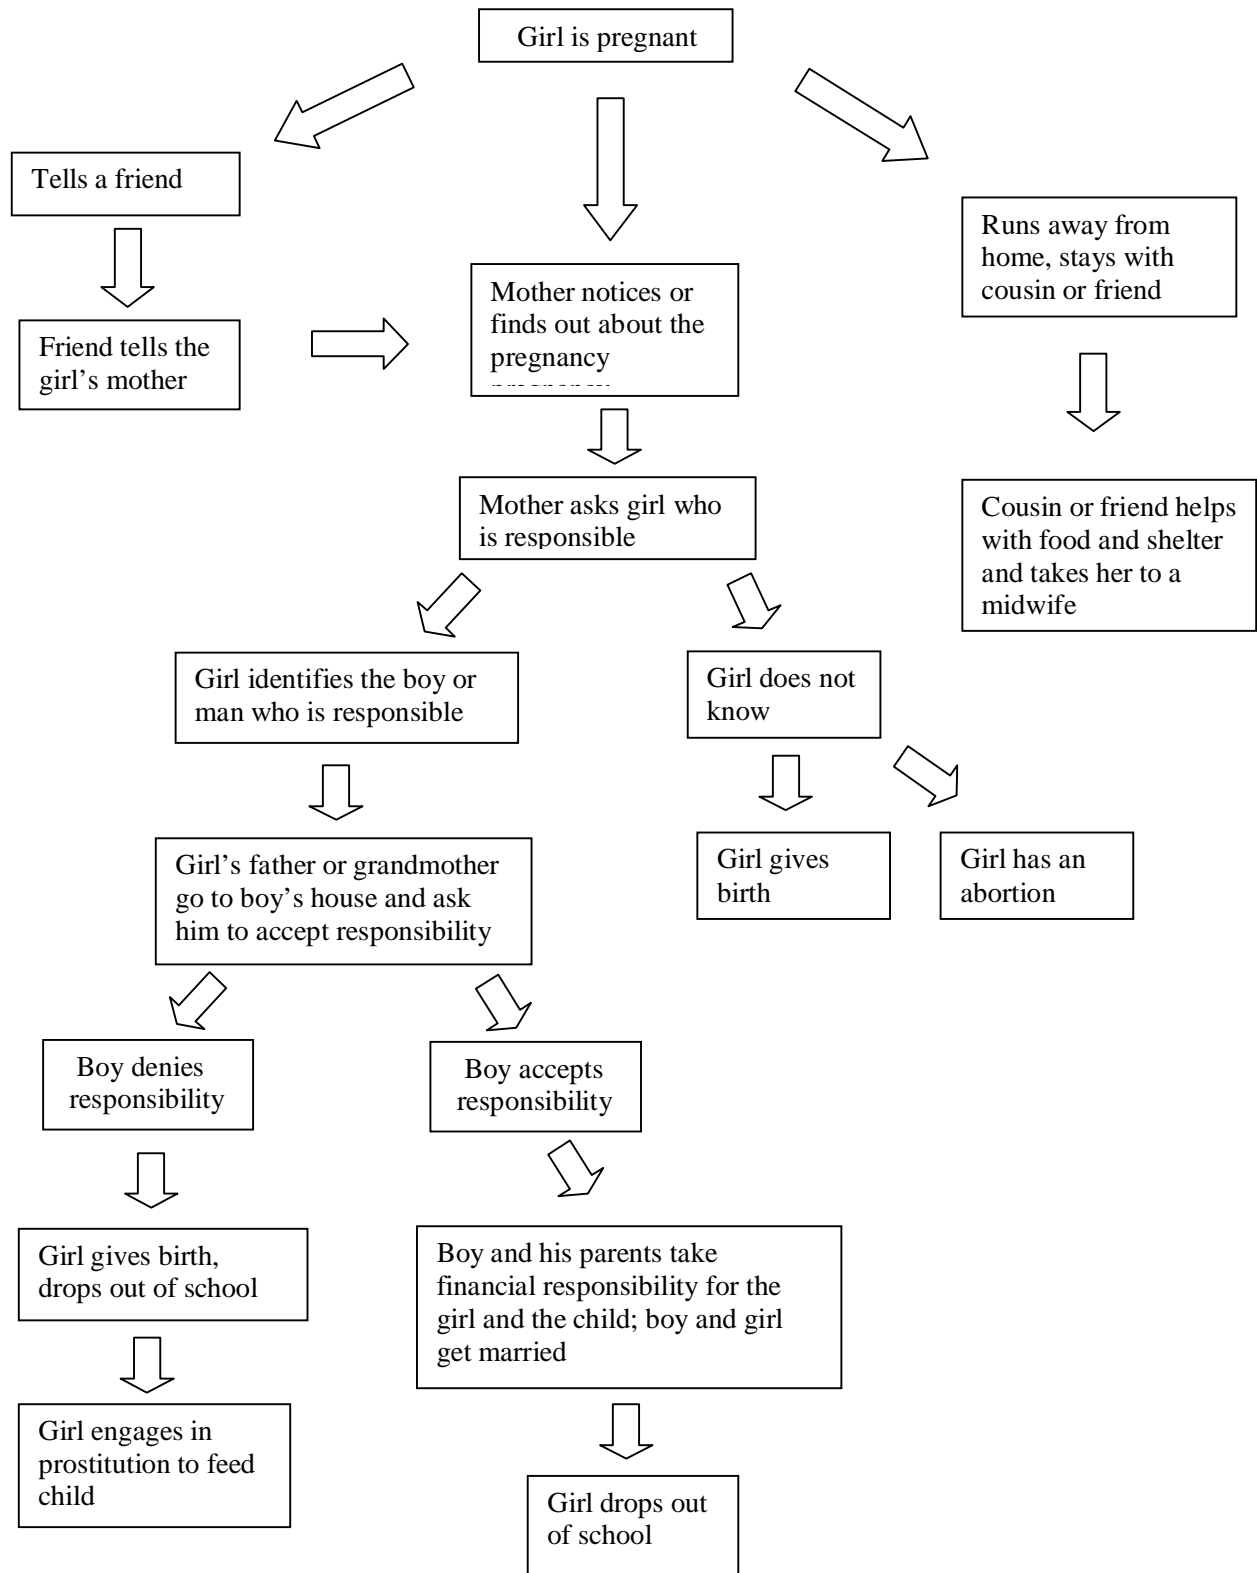 Girl is pregnant
Tells a friend
Runs away from
home, stays with
cousin or friend
Mother notices or
finds out about the
pregnancy
Friend tells the
girl’s mother
Mother asks girl who
is responsible
Cousin or friend helps
with food and shelter
and takes her to a
midwife
Girl identifies the boy or
man who is responsible
Girl does not
know
Girl’s father or grandmother
go to boy’s house and ask
him to accept responsibility
Girl gives
birth
Girl has an
abortion
Boy denies
responsibility
Boy accepts
responsibility
Girl gives birth,
drops out of school
Boy and his parents take
financial responsibility for the
girl and the child; boy and girl
get married
Girl engages in
prostitution to feed
child
Girl drops out
of school